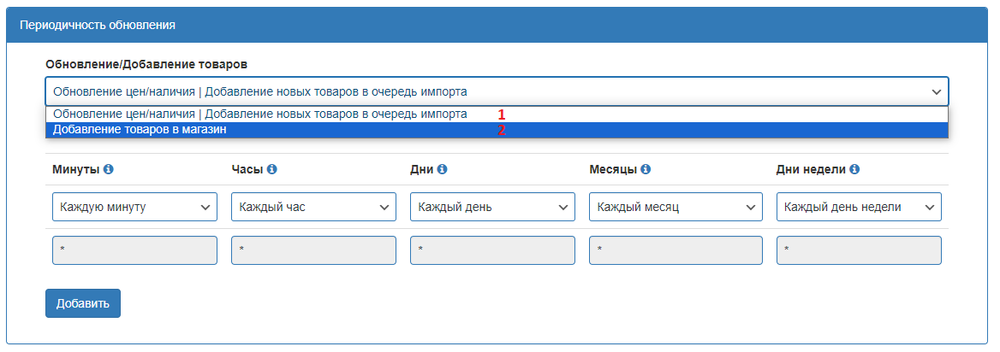 Периодичность обновления
Обновление/Добавление товаров
Обновление цен/наличия | Добавление новых товаров в очередь импорта
Обновление цен/наличия | Добавление новых товаров в очередь импорта 1
Добавление товаров в магазин 2
Минуты Часы Дни Месяцы Дни недели
Каждую минуту Каждый час Каждый день Каждый месяц Каждый день недели
* * * * *
Добавить